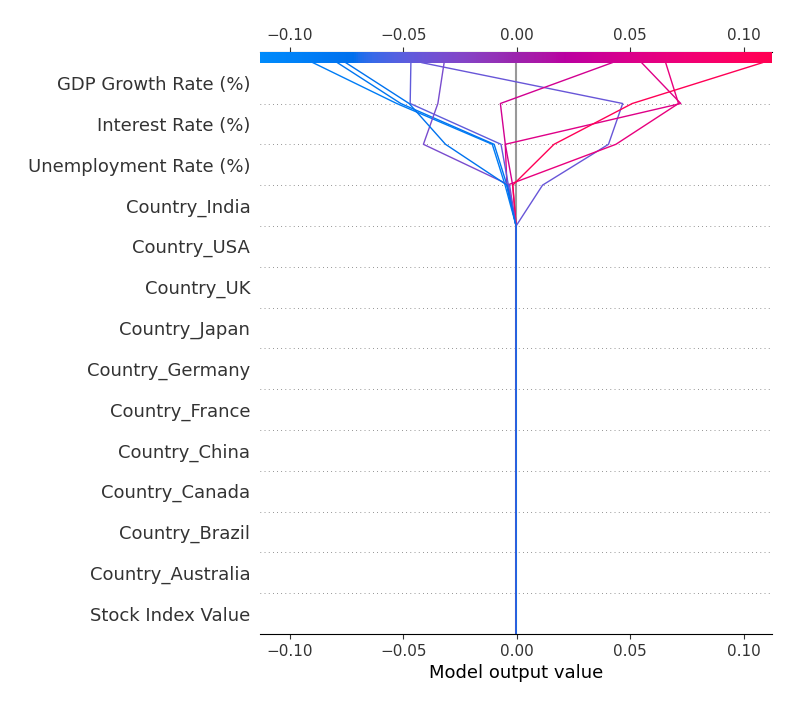 −0.10 −0.05 0.00 0.05 0.10
GDP Growth Rate (%)
Interest Rate (%)
Unemployment Rate (%)
Country_India
Country_USA
Country_UK
Country_Japan
Country_Germany
Country_France
Country_China
Country_Canada
Country_Brazil
Country_Australia
Stock Index Value
−0.10 −0.05 0.00 0.05 0.10
Model output value